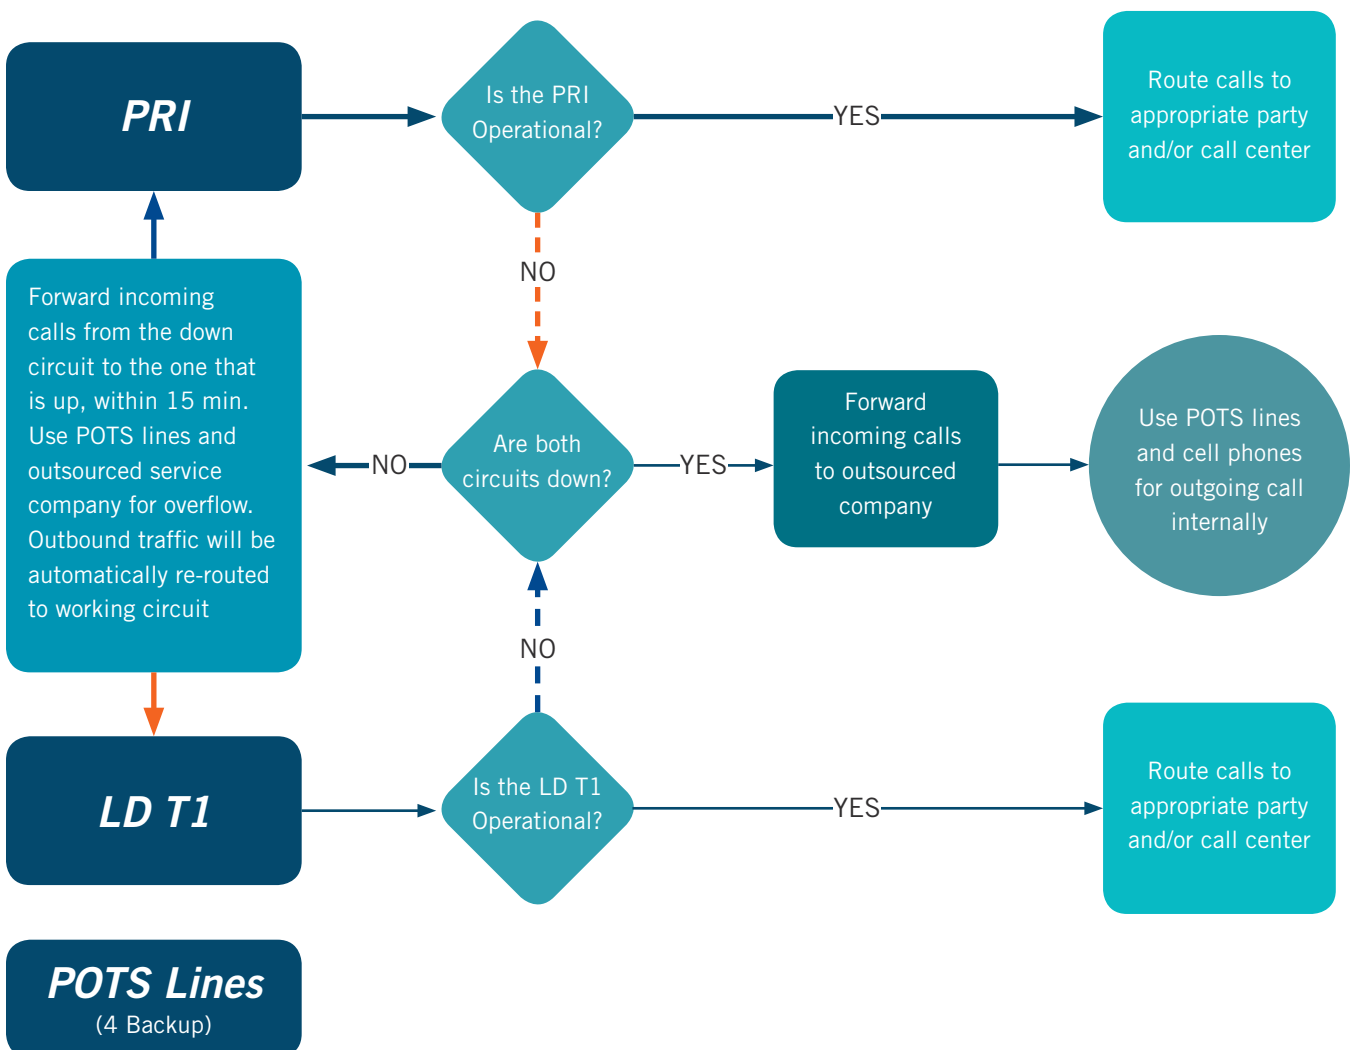 PRI
Is the PRI
Operational?
YES
Route calls to
appropriate party
and/or call center
NO
Forward incoming
calls from the down
circuit to the one that
is up, within 15 min.
Use POTS lines and
outsourced service
company for overflow.
Outbound traffic will be
automatically re-routed
to working circuit
NO
Are both
circuits down?
YES
Forward
incoming calls
to outsourced
company
Use POTS lines
and cell phones
for outgoing call
internally
NO
LD T1
Is the LD T1
Operational?
YES
Route calls to
appropriate party
and/or call center
POTS Lines
(4 Backup)